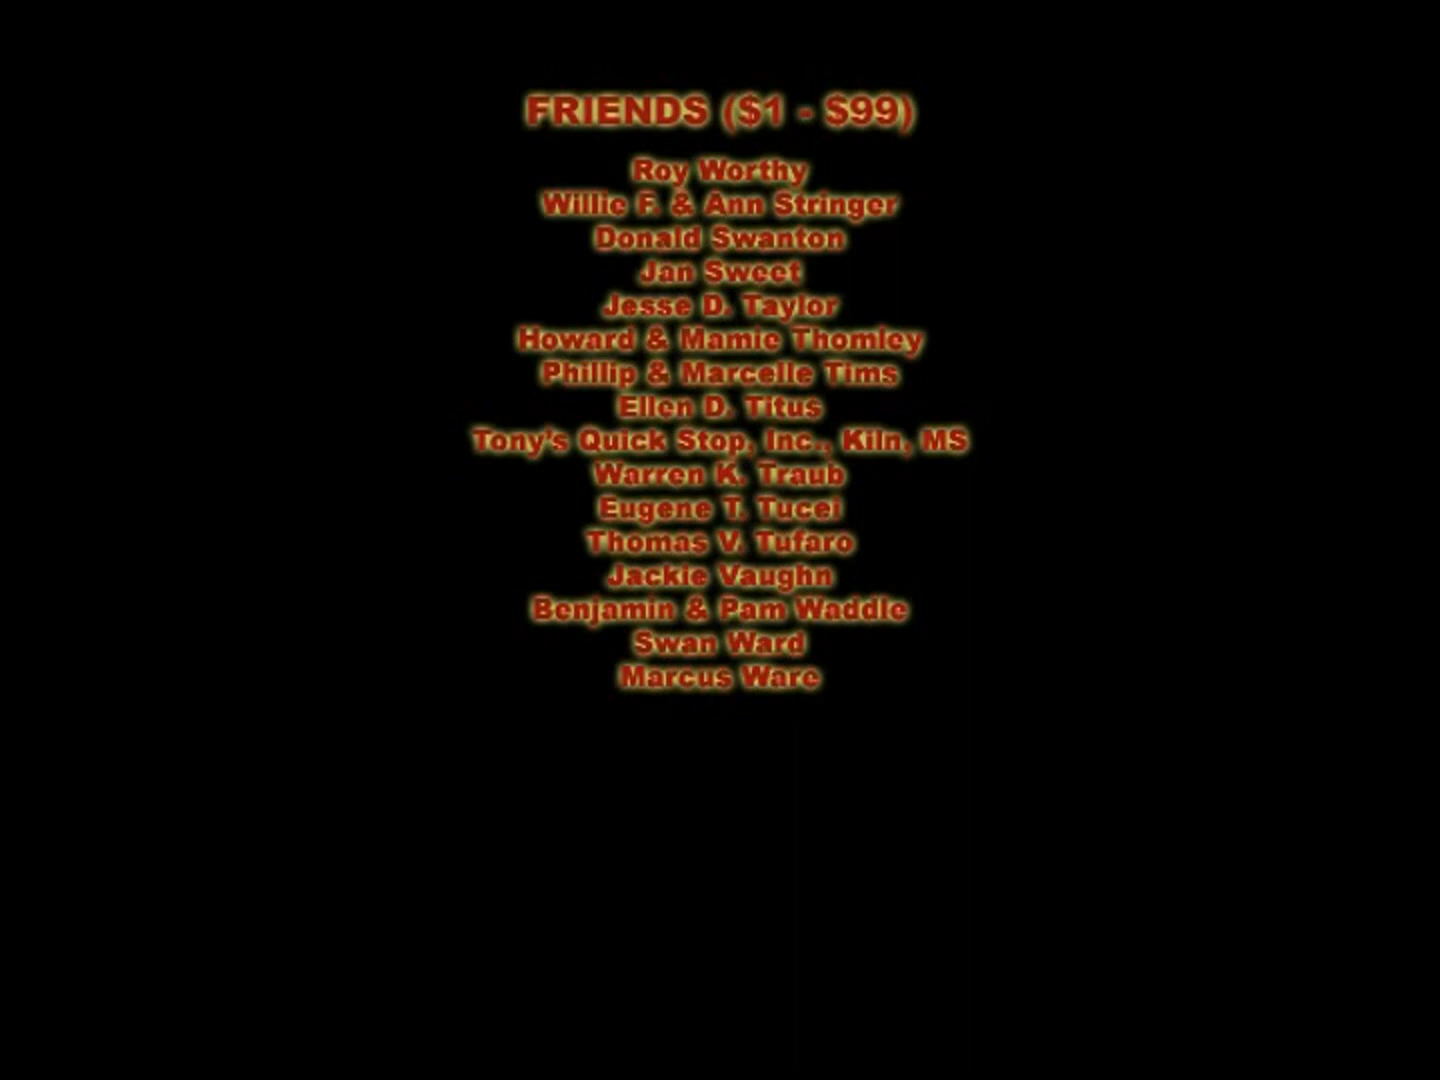 FRIENDS ($1 - $99)
Roy Worthy
Willie F. & Ann Stringer
Donald Swanton
Jan Sweet
Jesse D. Taylor
Howard & Mamie Thomley
Phillip & Marcelle Tims
Ellen D. Titus
Tony's Quick Stop, Inc., Kiln, MS
Warren K. Traub
Eugene T. Tucei
Thomas V. Tufaro
Jackie Vaughn
Benjamin & Pam Waddle
Swan Ward
Marcus Ware